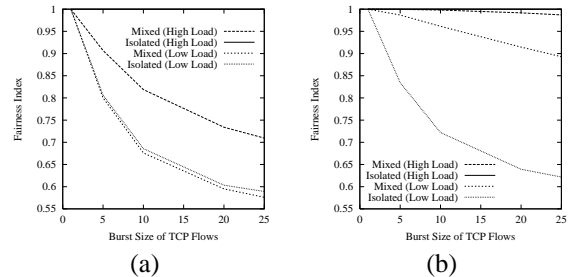 1
0.95
0.9
0.85
0.8
0.75
0.7
0.65
0.6
0.55
0 5 10 15 20 25
Fairness Index
Burst Size of TCP Flows
Mixed (High Load)
Isolated (High Load)
Mixed (Low Load)
Isolated (Low Load)
(a)
1
0.95
0.9
0.85
0.8
0.75
0.7
0.65
0.6
0.55
0 5 10 15 20 25
Fairness Index
Burst Size of TCP Flows
Mixed (High Load)
Isolated (High Load)
Mixed (Low Load)
Isolated (Low Load)
(b)